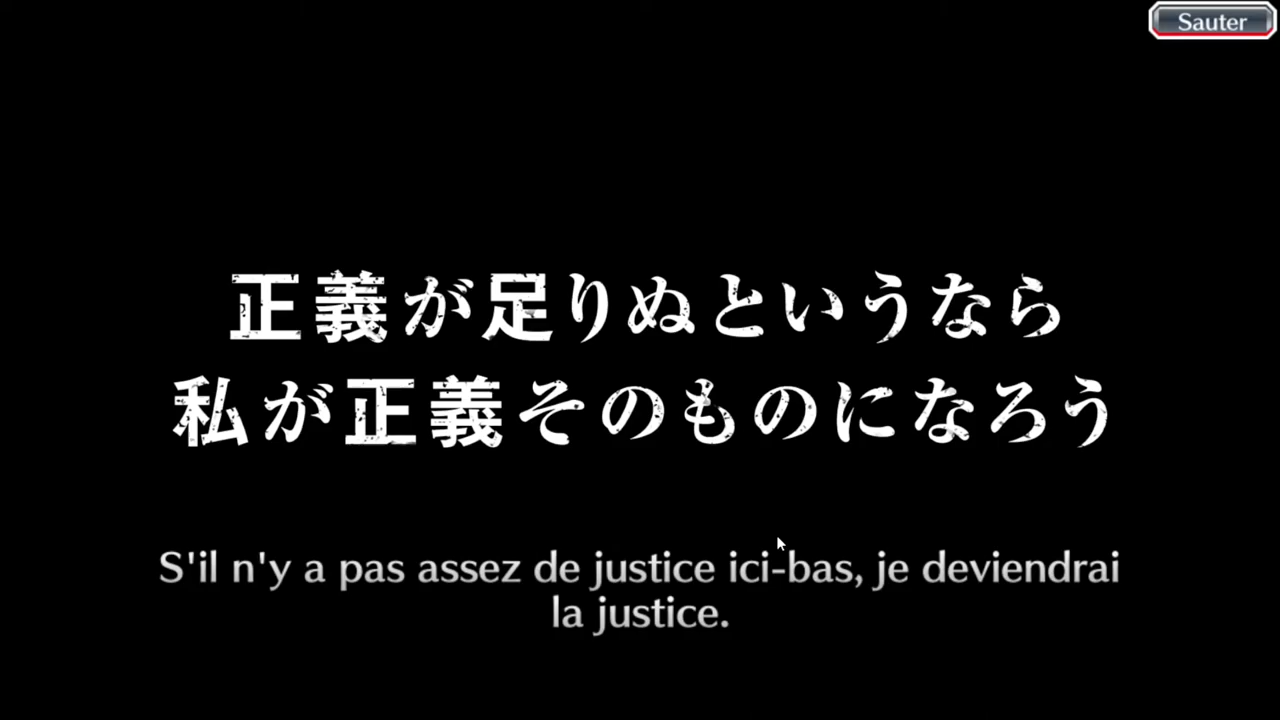 Sauter
正義が足りぬというなら
私が正義そのものになろう
S'il n'y a pas assez de justice ici-bas, je deviendrai
la justice.